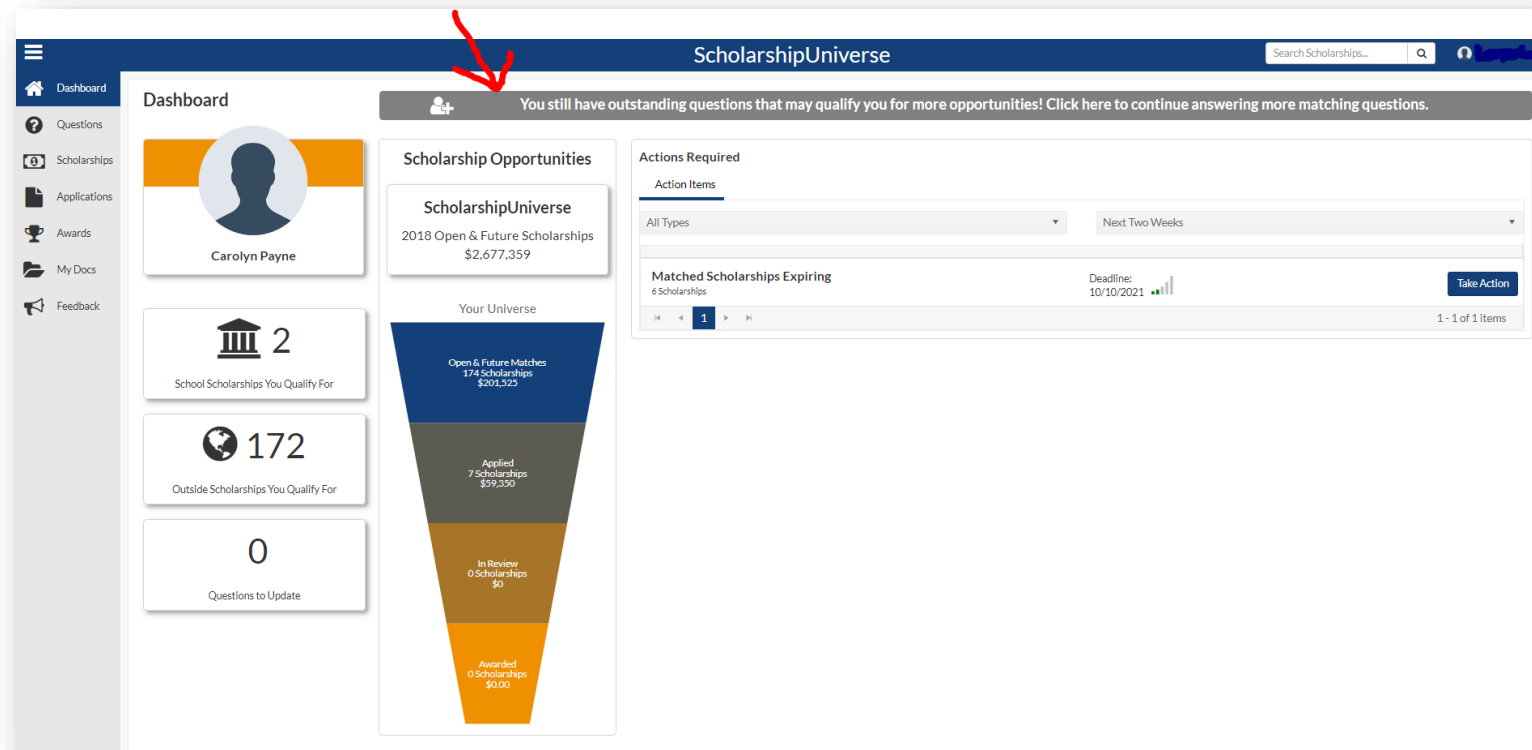 ScholarshipUniverse
Search Scholarships...
Dashboard
Questions
Scholarships
Applications
Awards
My Docs
Feedback
Dashboard
You still have outstanding questions that may qualify you for more opportunities! Click here to continue answering more matching questions.
Carolyn Payne
2
School Scholarships You Qualify For
172
Outside Scholarships You Qualify For
0
Questions to Update
Scholarship Opportunities
ScholarshipUniverse
2018 Open & Future Scholarships
$2,677,359
Your Universe
Open & Future Matches
174 Scholarships
$201,525
Applied
7 Scholarships
$59,350
In Review
0 Scholarships
$0
Awarded
0 Scholarships
$0.00
Actions Required
Action Items
All Types
Next Two Weeks
Matched Scholarships Expiring
6 Scholarships
Deadline:
10/10/2021
Take Action
1
1 - 1 of 1 items